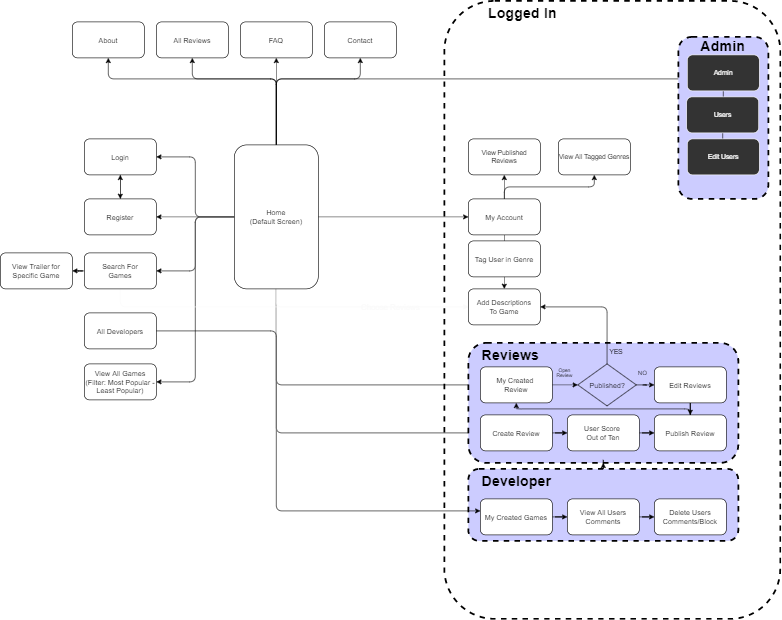 Logged In
About
All Reviews
FAQ
Contact
Admin
Admin
Users
Edit Users
Login
Register
Home
(Default Screen)
View Published
Reviews
View All Tagged Genres
My Account
Tag User in Genre
Add Descriptions
To Game
View Trailer for
Specific Game
Search For
Games
All Developers
View All Games
(Filter: Most Popular -
Least Popular)
Reviews
YES
My Created
Review
Open
Review
Published?
NO
Edit Reviews
Create Review
User Score
Out of Ten
Publish Review
Developer
My Created Games
View All Users
Comments
Delete Users
Comments/Block